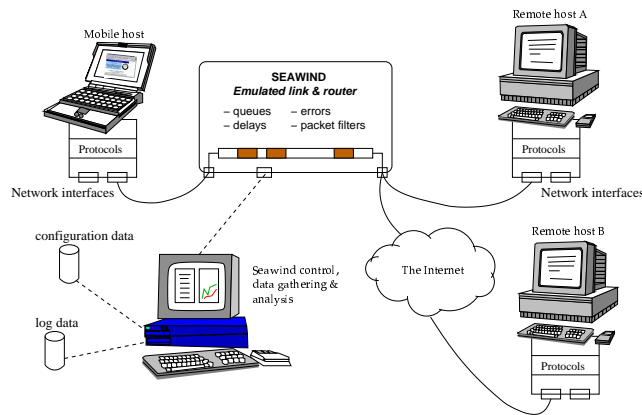 Remote host A
Mobile host
SEAWIND
Emulated link & router
– queues – errors
– delays – packet filters
Protocols
Protocols
Network interfaces
Network interfaces
configuration data
Remote host B
Seawind control,
data gathering &
analysis
The Internet
log data
Protocols